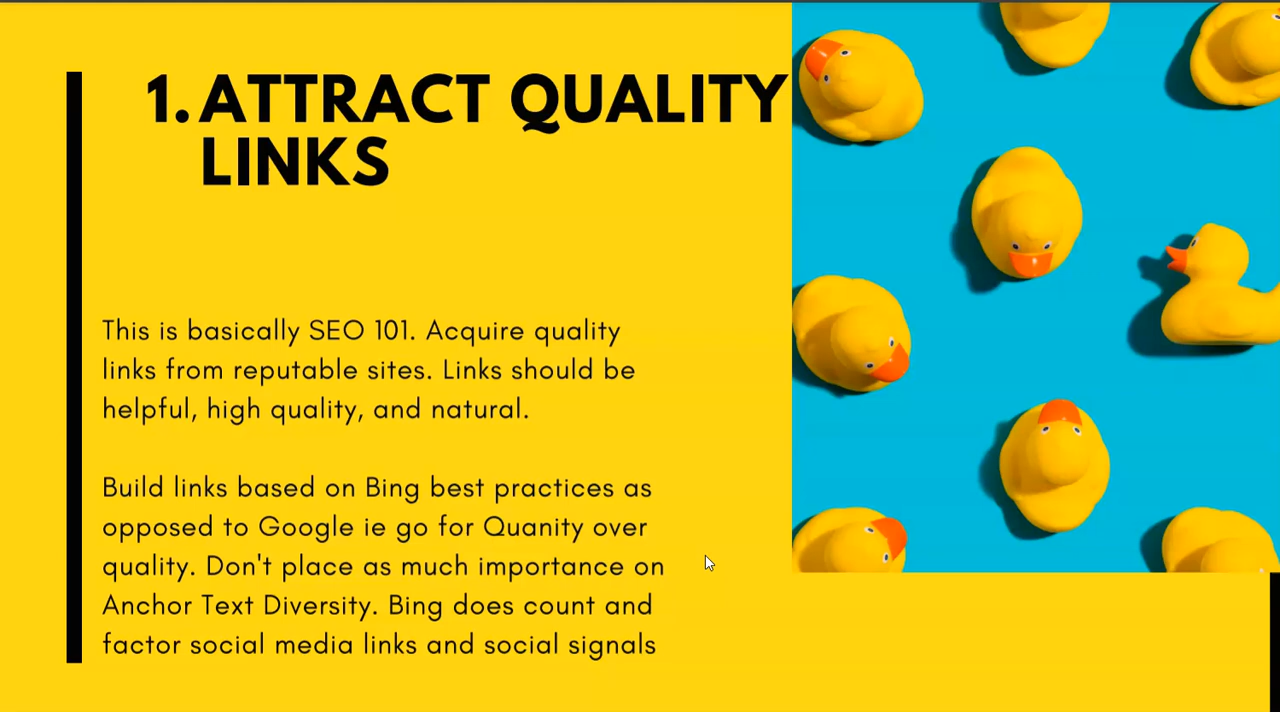 1. ATTRACT QUALITY
LINKS
This is basically SEO 101. Acquire quality
links from reputable sites. Links should be
helpful, high quality, and natural.
Build links based on Bing best practices as
opposed to Google ie go for Quanity over
quality. Don't place as much importance on
Anchor Text Diversity. Bing does count and
factor social media links and social signals